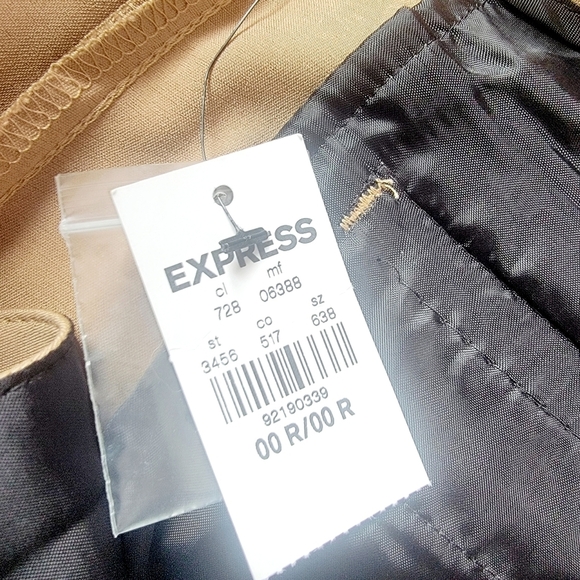 EXPRESS
cl mf
728 06388
st co sz
3456 517 638
92190339
00 R/00 R